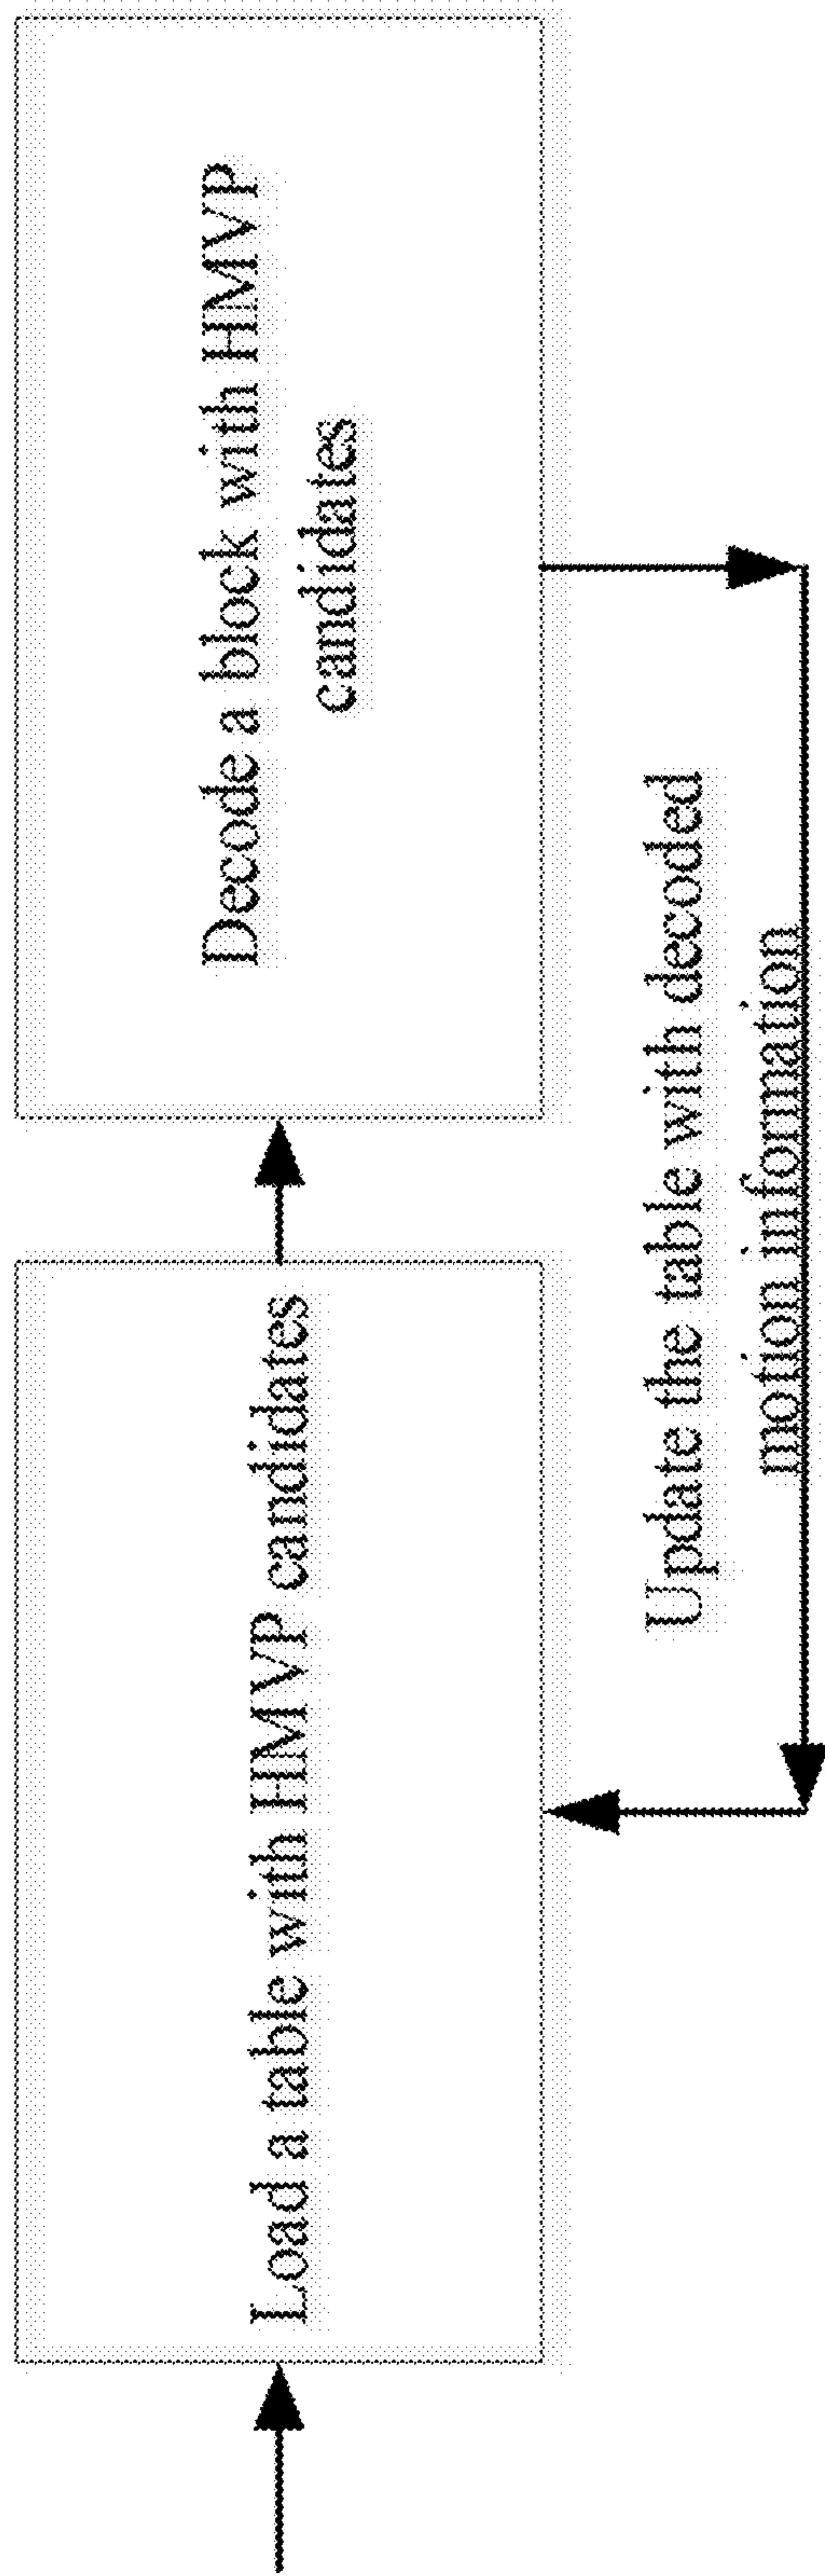 Load a table with HMVP candidates
Decode a block with HMVP
candidates
Update the table with decoded
motion information